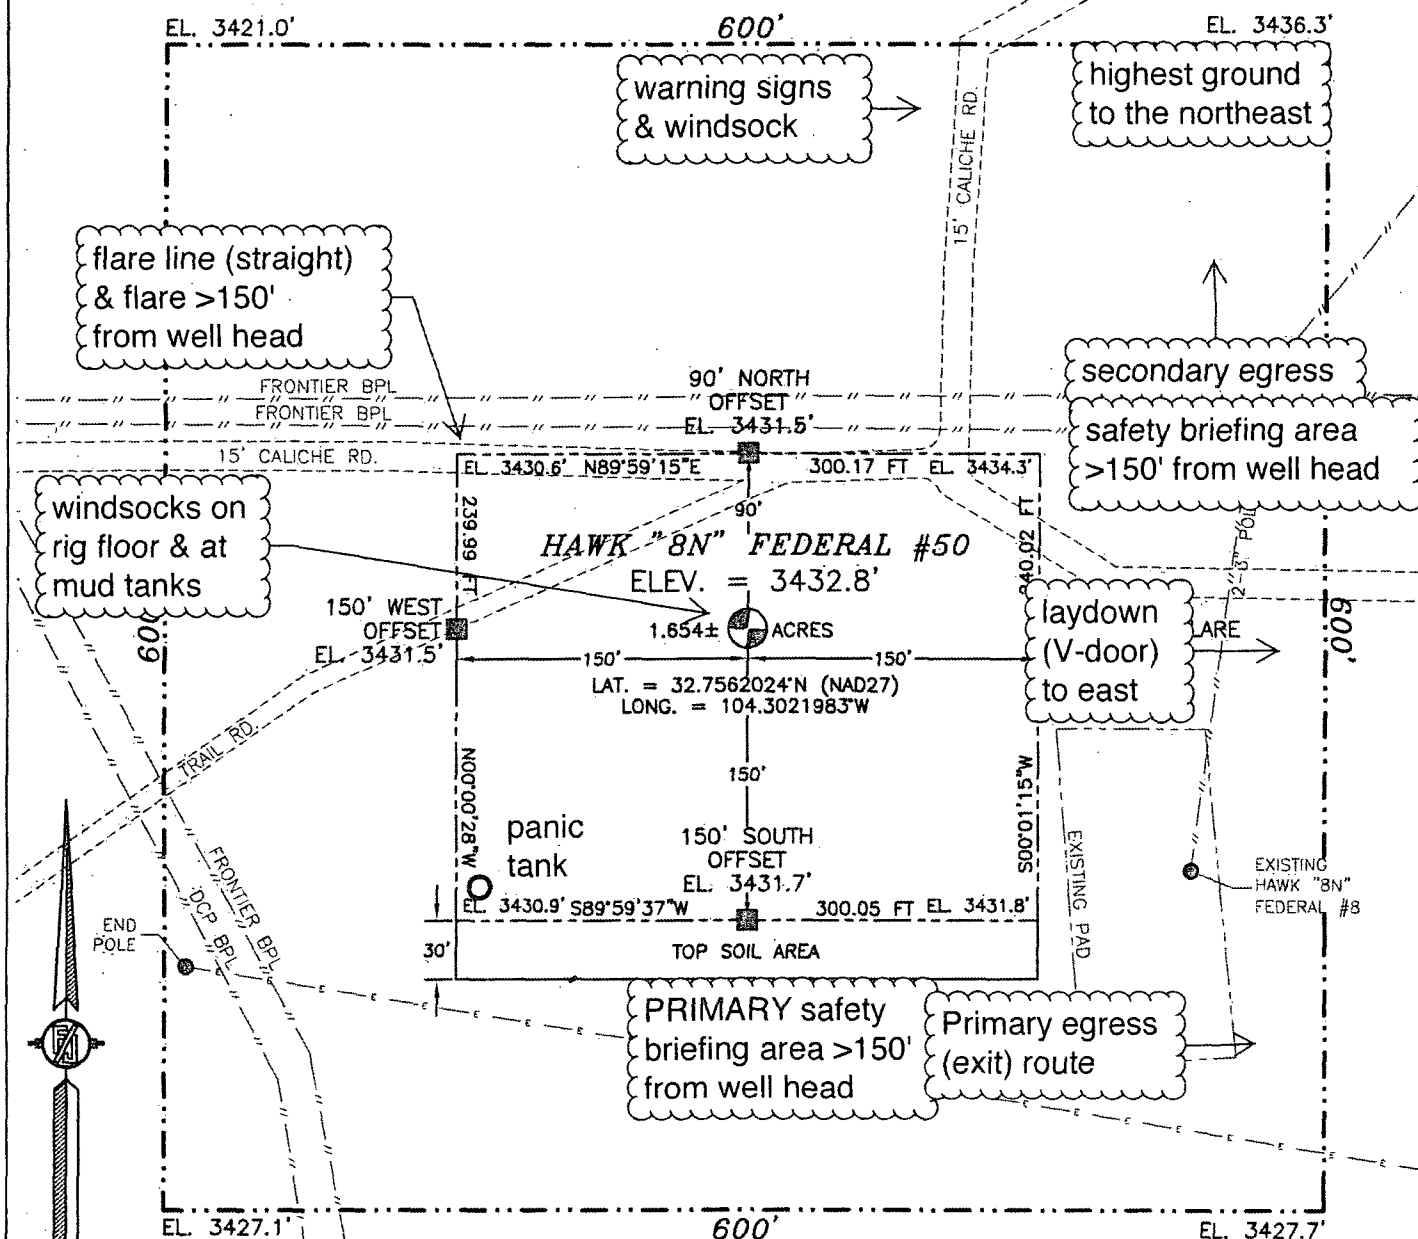 EL. 3421.0'
600'
EL. 3436.3'
warning signs
& windsock
highest ground
to the northeast
15' CALICHE RD.
flare line (straight)
& flare >150'
from well head
secondary egress
safety briefing area
>150' from well head
FRONTIER BPL
FRONTIER BPL
15' CALICHE RD.
90' NORTH
OFFSET
EL. 3431.5'
EL. 3430.6' N89°59'15"E 300.17 FT EL. 3434.3'
windsocks on
rig floor & at
mud tanks
239.99 FT
90'
HAWK "8N" FEDERAL #50
ELEV. = 3432.8'
150' WEST
OFFSET
EL. 3431.5'
1.654± ACRES
150' 150'
LAT. = 32.7562024°N (NAD27)
LONG. = 104.3021983°W
laydown
(V-door)
to east
600'
TRAIL RD.
N00°00'28"W
150'
S00°01'15"W
panic
tank
150' SOUTH
OFFSET
EL. 3431.7'
EL. 3430.9' S89°59'37"W 300.05 FT EL. 3431.8'
30'
TOP SOIL AREA
EXISTING PAD
EXISTING
HAWK "8N"
FEDERAL #8
FRONTIER BPL
DCP BPL
END
POLE
PRIMARY safety
briefing area >150'
from well head
Primary egress
(exit) route
EL. 3427.1'
600'
EL. 3427.7'